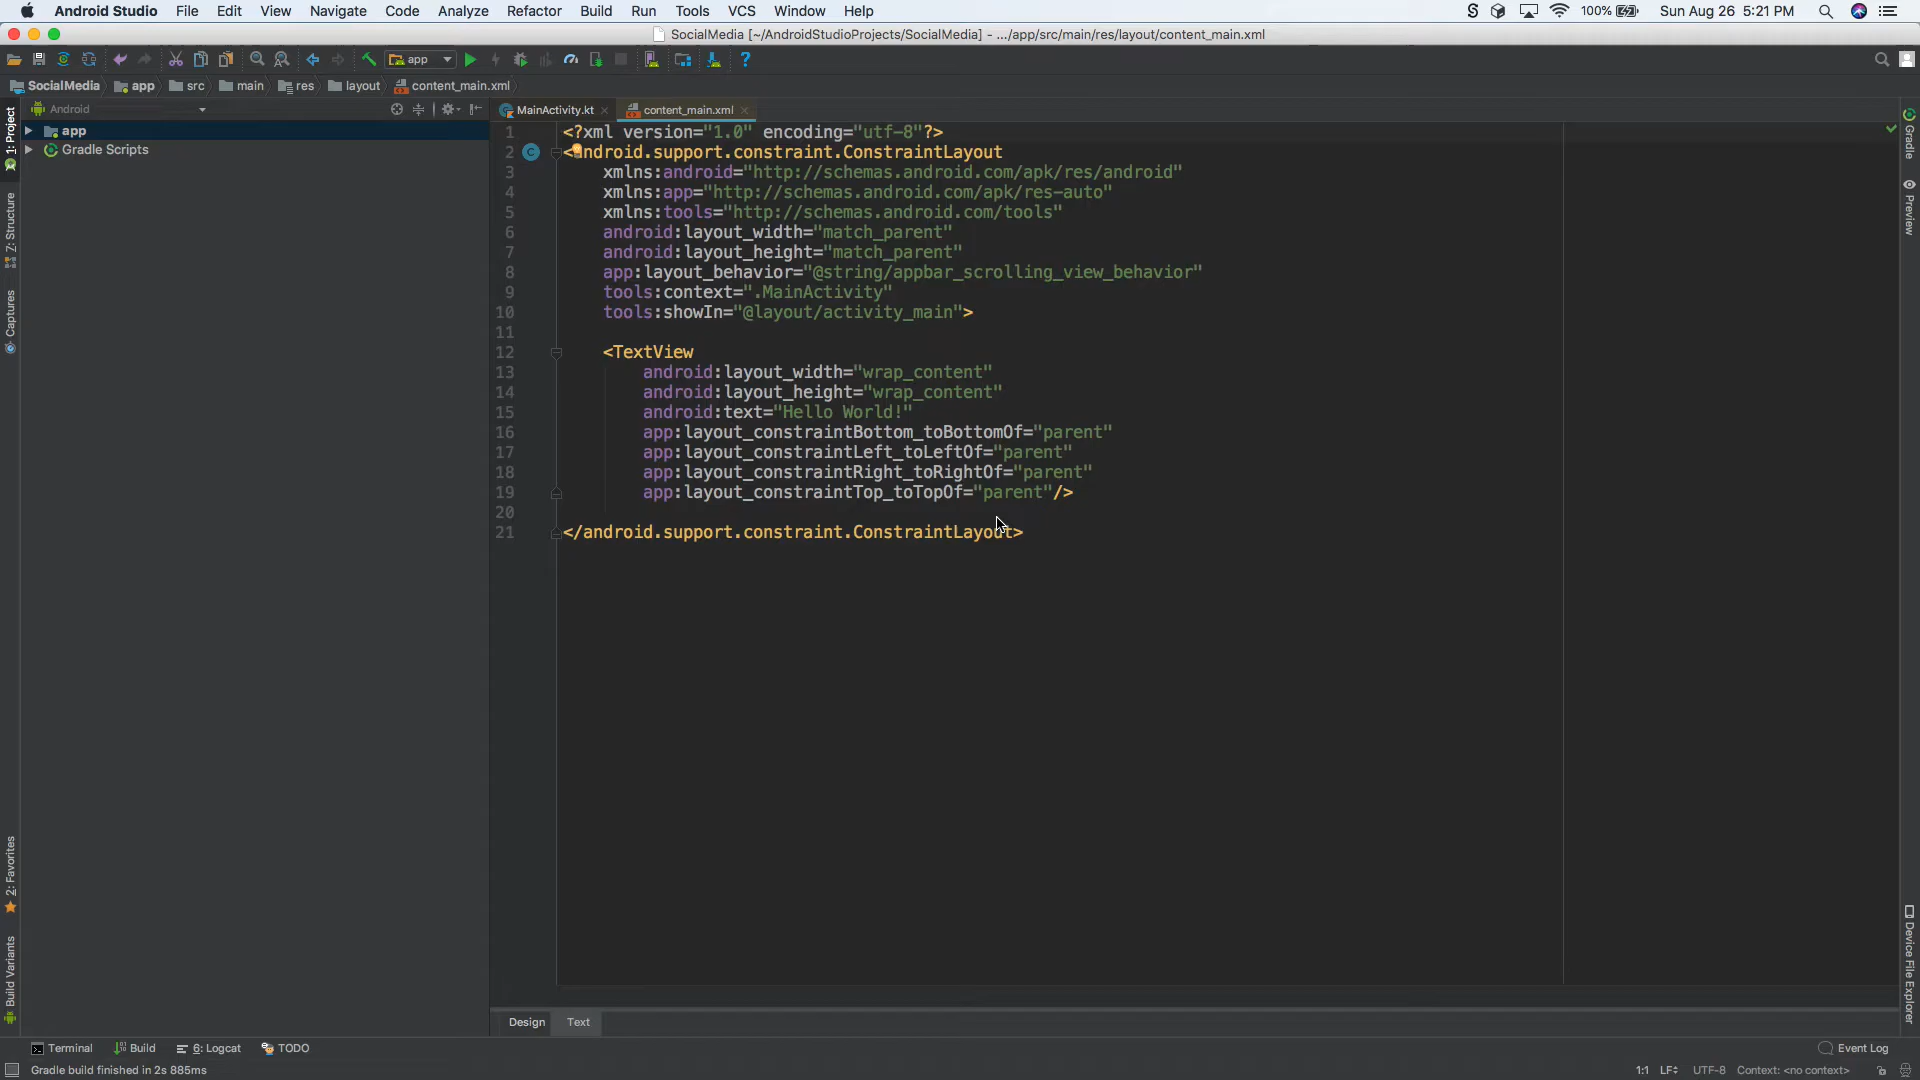 Android Studio File Edit View Navigate Code Analyze Refactor Build Run Tools VCS Window Help 100% Sun Aug 26 5:21 PM
SocialMedia [~/AndroidStudioProjects/SocialMedia] - .../app/src/main/res/layout/content_main.xml
app
SocialMedia app src main res layout content_main.xml
Android
MainActivity.kt content_main.xml
app
Gradle Scripts
1: Project
7: Structure
Captures
2: Favorites
Build Variants
1 <?xml version="1.0" encoding="utf-8"?>
2 <android.support.constraint.ConstraintLayout
3 xmlns:android="http://schemas.android.com/apk/res/android"
4 xmlns:app="http://schemas.android.com/apk/res-auto"
5 xmlns:tools="http://schemas.android.com/tools"
6 android:layout_width="match_parent"
7 android:layout_height="match_parent"
8 app:layout_behavior="@string/appbar_scrolling_view_behavior"
9 tools:context=".MainActivity"
10 tools:showIn="@layout/activity_main">
11
12 <TextView
13 android:layout_width="wrap_content"
14 android:layout_height="wrap_content"
15 android:text="Hello World!"
16 app:layout_constraintBottom_toBottomOf="parent"
17 app:layout_constraintLeft_toLeftOf="parent"
18 app:layout_constraintRight_toRightOf="parent"
19 app:layout_constraintTop_toTopOf="parent"/>
20
21 </android.support.constraint.ConstraintLayout>
Gradle
Preview
Device File Explorer
Design Text
Terminal Build 6: Logcat TODO Event Log
Gradle build finished in 2s 885ms 1:1 LF UTF-8 Context: <no context>